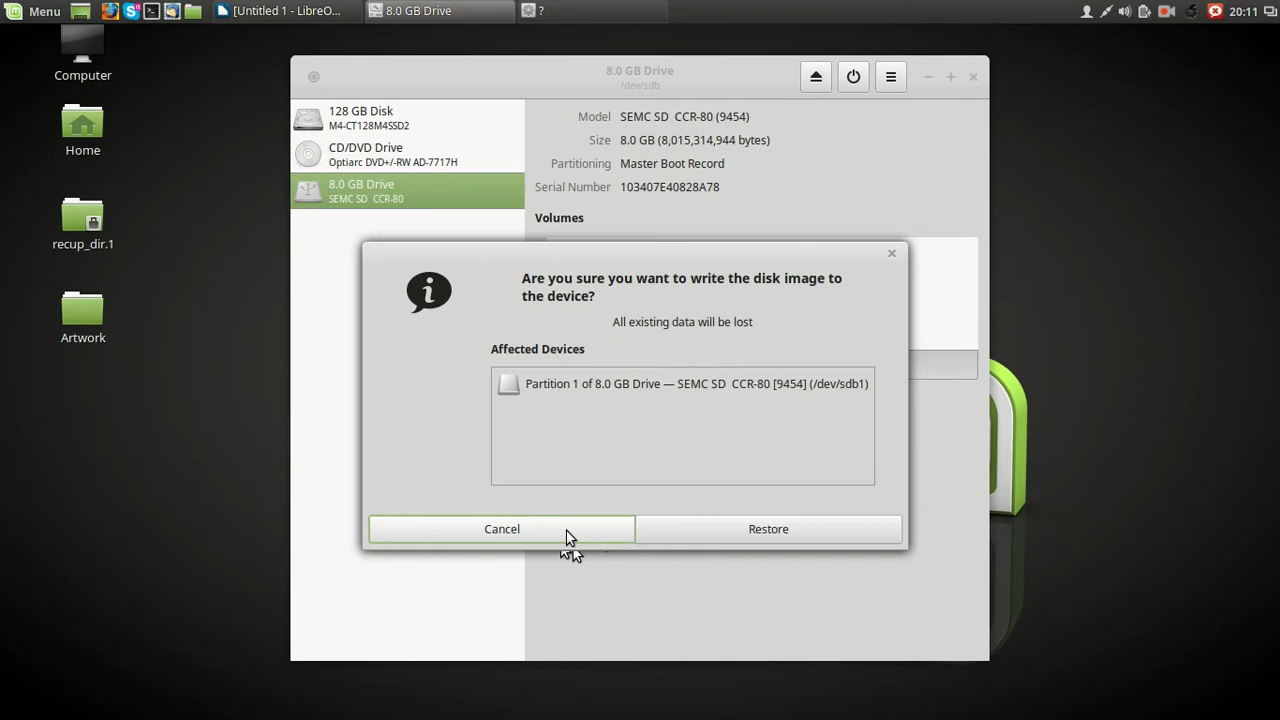 Menu
[Untitled 1 - LibreO...
8.0 GB Drive
?
20:11
Computer
Home
recup_dir.1
Artwork
8.0 GB Drive
/dev/sdb
128 GB Disk
M4-CT128M4SSD2
CD/DVD Drive
Optiarc DVD+/-RW AD-7717H
8.0 GB Drive
SEMC SD  CCR-80
Model SEMC SD  CCR-80 (9454)
Size 8.0 GB (8,015,314,944 bytes)
Partitioning Master Boot Record
Serial Number 103407E40828A78
Volumes
Are you sure you want to write the disk image to
the device?
All existing data will be lost
Affected Devices
Partition 1 of 8.0 GB Drive — SEMC SD  CCR-80 [9454] (/dev/sdb1)
Cancel
Restore